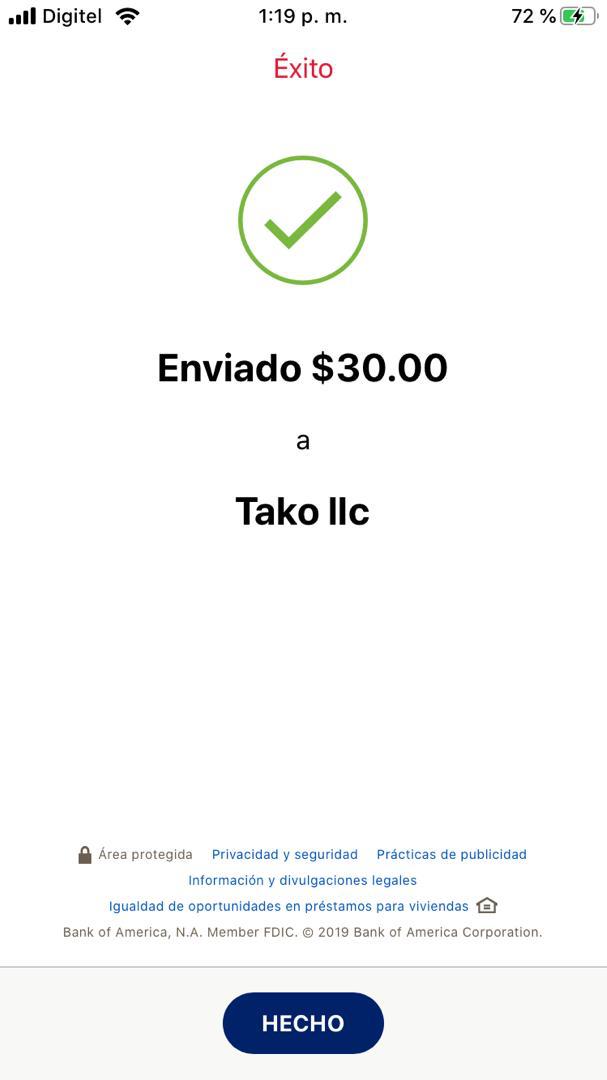 Digitel 1:19 p. m. 72 %
Éxito
Enviado $30.00
a
Tako llc
Área protegida Privacidad y seguridad Prácticas de publicidad
Información y divulgaciones legales
Igualdad de oportunidades en préstamos para viviendas
Bank of America, N.A. Member FDIC. © 2019 Bank of America Corporation.
HECHO